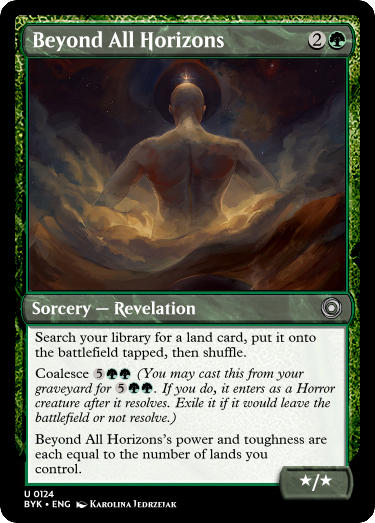 Beyond All Horizons 2
Sorcery — Revelation
Search your library for a land card, put it onto
the battlefield tapped, then shuffle.
Coalesce 5 (You may cast this from your
graveyard for 5. If you do, it enters as a Horror
creature after it resolves. Exile it if it would leave the
battlefield or not resolve.)
Beyond All Horizons's power and toughness are
each equal to the number of lands you
control.
★/★
U 0124
BYK • ENG Karolina Jedrzejak